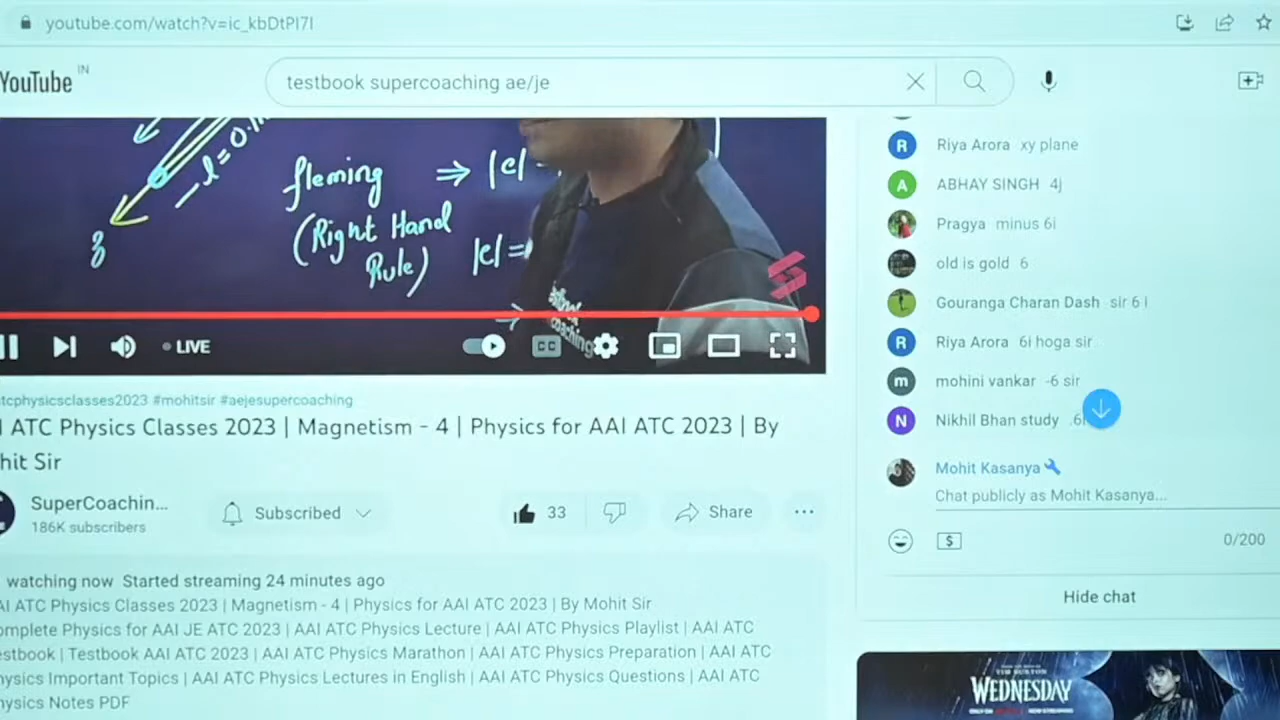 youtube.com/watch?v=ic_kbDtPI7I
YouTube IN
testbook supercoaching ae/je
fleming ⇒ |e|
(Right Hand
Rule) |e| =
z
LIVE
CC
tcphysicsclasses2023 #mohitsir #aejesupercoaching
I ATC Physics Classes 2023 | Magnetism - 4 | Physics for AAI ATC 2023 | By
hit Sir
SuperCoachin...
186K subscribers
Subscribed
33
Share
watching now Started streaming 24 minutes ago
AI ATC Physics Classes 2023 | Magnetism - 4 | Physics for AAI ATC 2023 | By Mohit Sir
omplete Physics for AAI JE ATC 2023 | AAI ATC Physics Lecture | AAI ATC Physics Playlist | AAI ATC
estbook | Testbook AAI ATC 2023 | AAI ATC Physics Marathon | AAI ATC Physics Preparation | AAI ATC
hysics Important Topics | AAI ATC Physics Lectures in English | AAI ATC Physics Questions | AAI ATC
hysics Notes PDF
R Riya Arora xy plane
A ABHAY SINGH 4j
Pragya minus 6i
old is gold 6
Gouranga Charan Dash sir 6 i
R Riya Arora 6i hoga sir
m mohini vankar -6 sir
N Nikhil Bhan study .6i
Mohit Kasanya
Chat publicly as Mohit Kasanya...
0/200
Hide chat
WEDNESDAY